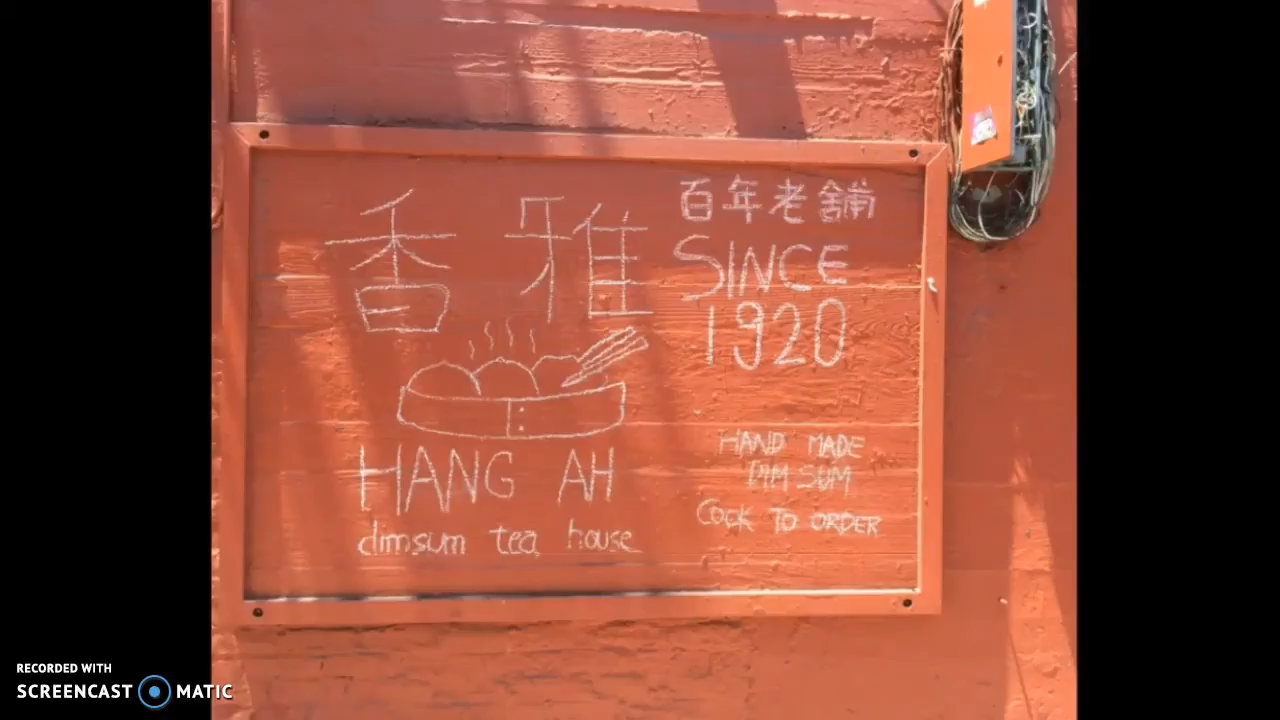 香雅
HANG AH
dimsum tea house
百年老舖
SINCE
1920
HAND MADE
DIM SUM
COOK TO ORDER
RECORDED WITH
SCREENCAST MATIC